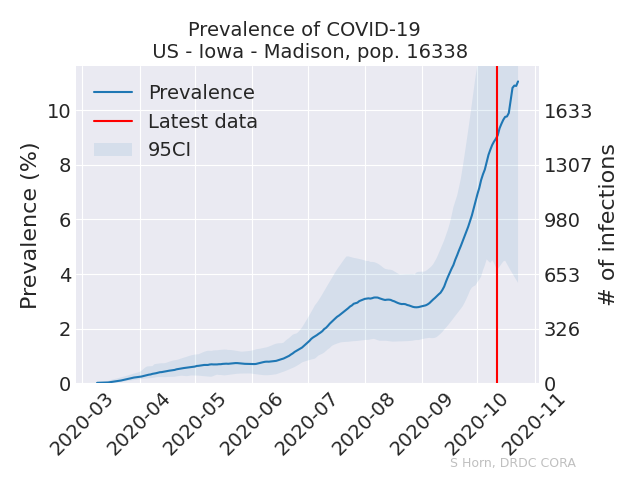 Prevalence of COVID-19
US - Iowa - Madison, pop. 16338
Prevalence
Latest data
95CI
Prevalence (%)
10
8
6
4
2
0
1633
1307
980
653
326
0
# of infections
2020-03
2020-04
2020-05
2020-06
2020-07
2020-08
2020-09
2020-10
2020-11
S Horn, DRDC CORA